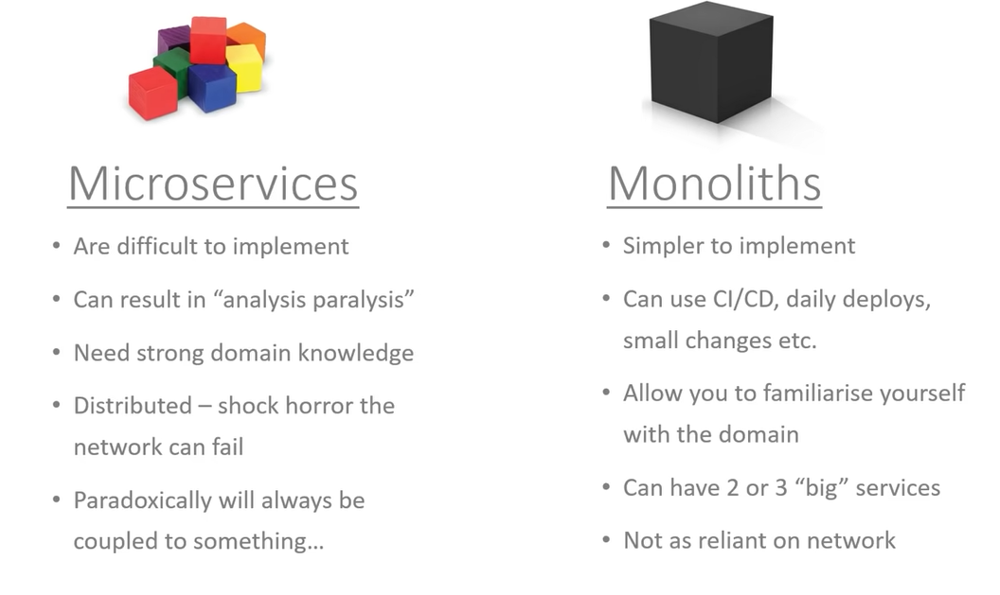 Microservices
• Are difficult to implement
• Can result in “analysis paralysis”
• Need strong domain knowledge
• Distributed – shock horror the
network can fail
• Paradoxically will always be
coupled to something…
Monoliths
• Simpler to implement
• Can use CI/CD, daily deploys,
small changes etc.
• Allow you to familiarise yourself
with the domain
• Can have 2 or 3 “big” services
• Not as reliant on network